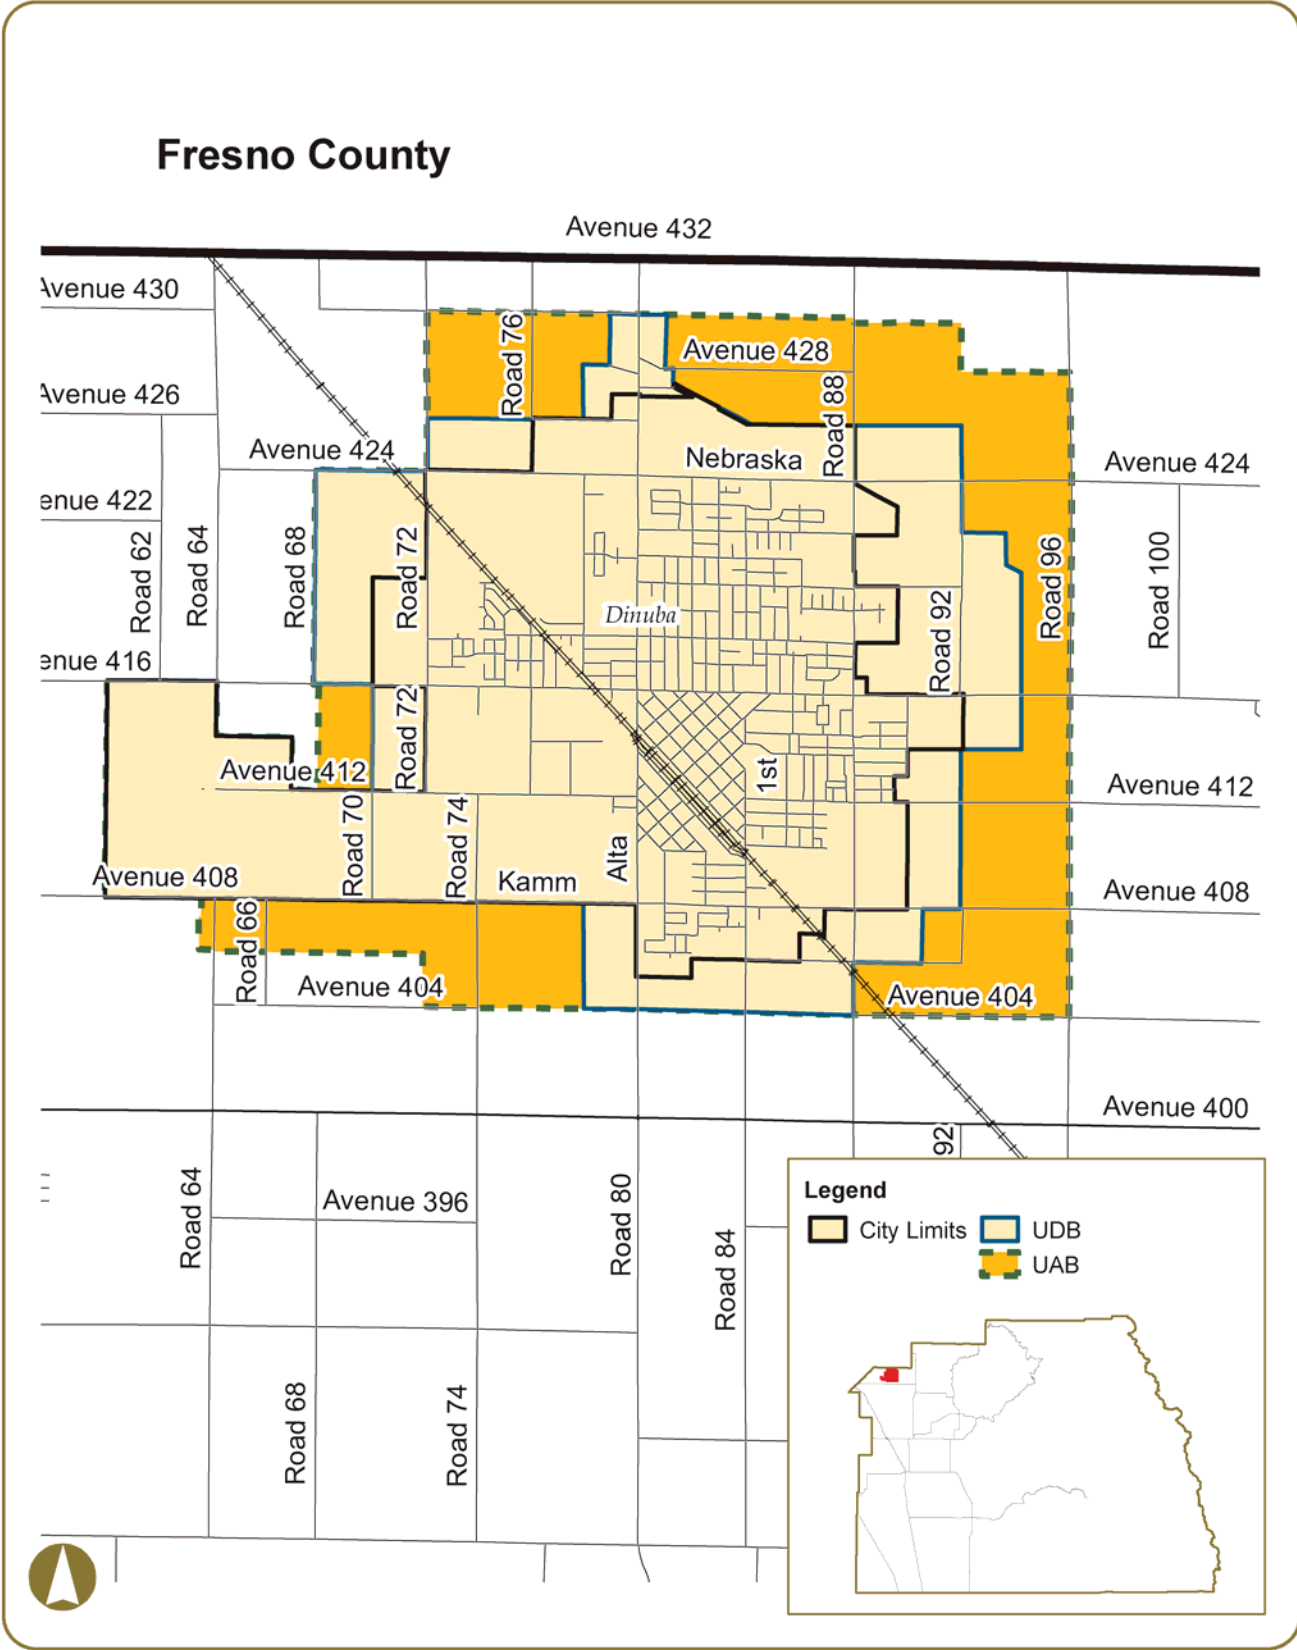 Fresno County
Avenue 432
Avenue 430
Road 76
Avenue 428
Avenue 426
Road 88
Avenue 424
Nebraska
Avenue 424
enue 422
Road 62
Road 64
Road 68
Road 72
Dinuba
Road 92
Road 96
Road 100
enue 416
Road 72
Avenue 412
1st
Avenue 412
Road 70
Road 74
Alta
Avenue 408
Kamm
Avenue 408
Road 66
Avenue 404
Avenue 404
Avenue 400
92
Road 64
Avenue 396
Road 80
Road 84
Road 68
Road 74
Legend
City Limits
UDB
UAB